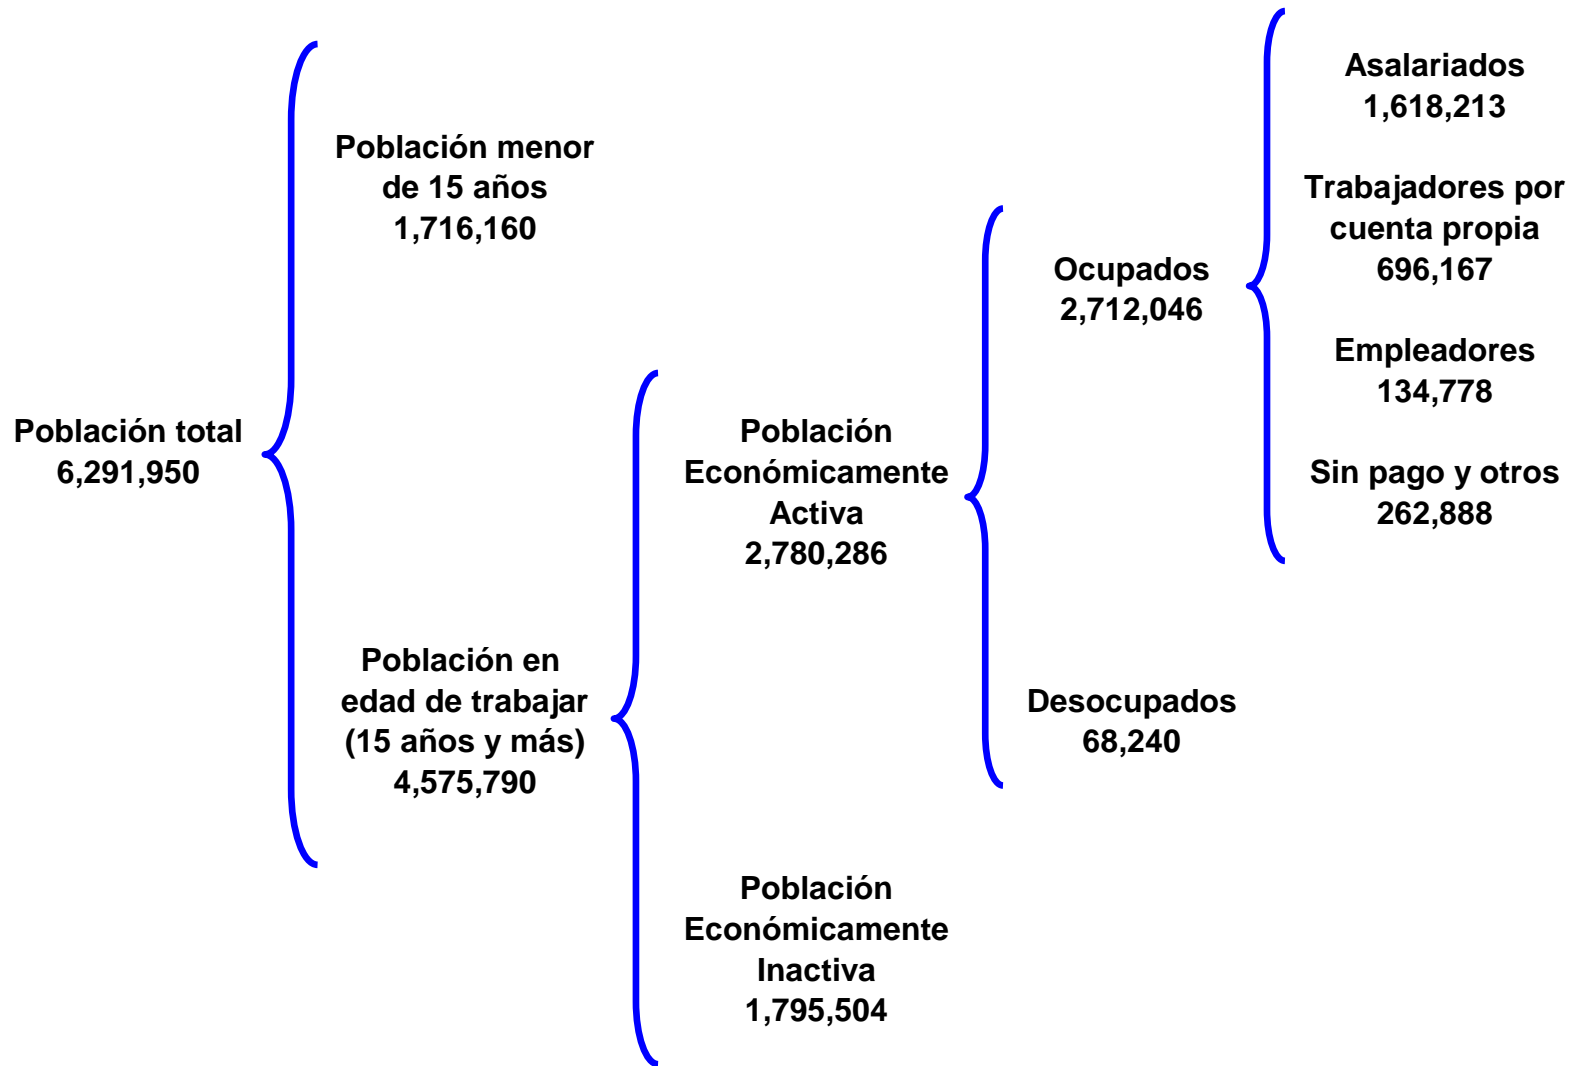 Población total
6,291,950
Población menor
de 15 años
1,716,160
Población en
edad de trabajar
(15 años y más)
4,575,790
Población
Económicamente
Activa
2,780,286
Población
Económicamente
Inactiva
1,795,504
Ocupados
2,712,046
Desocupados
68,240
Asalariados
1,618,213
Trabajadores por
cuenta propia
696,167
Empleadores
134,778
Sin pago y otros
262,888